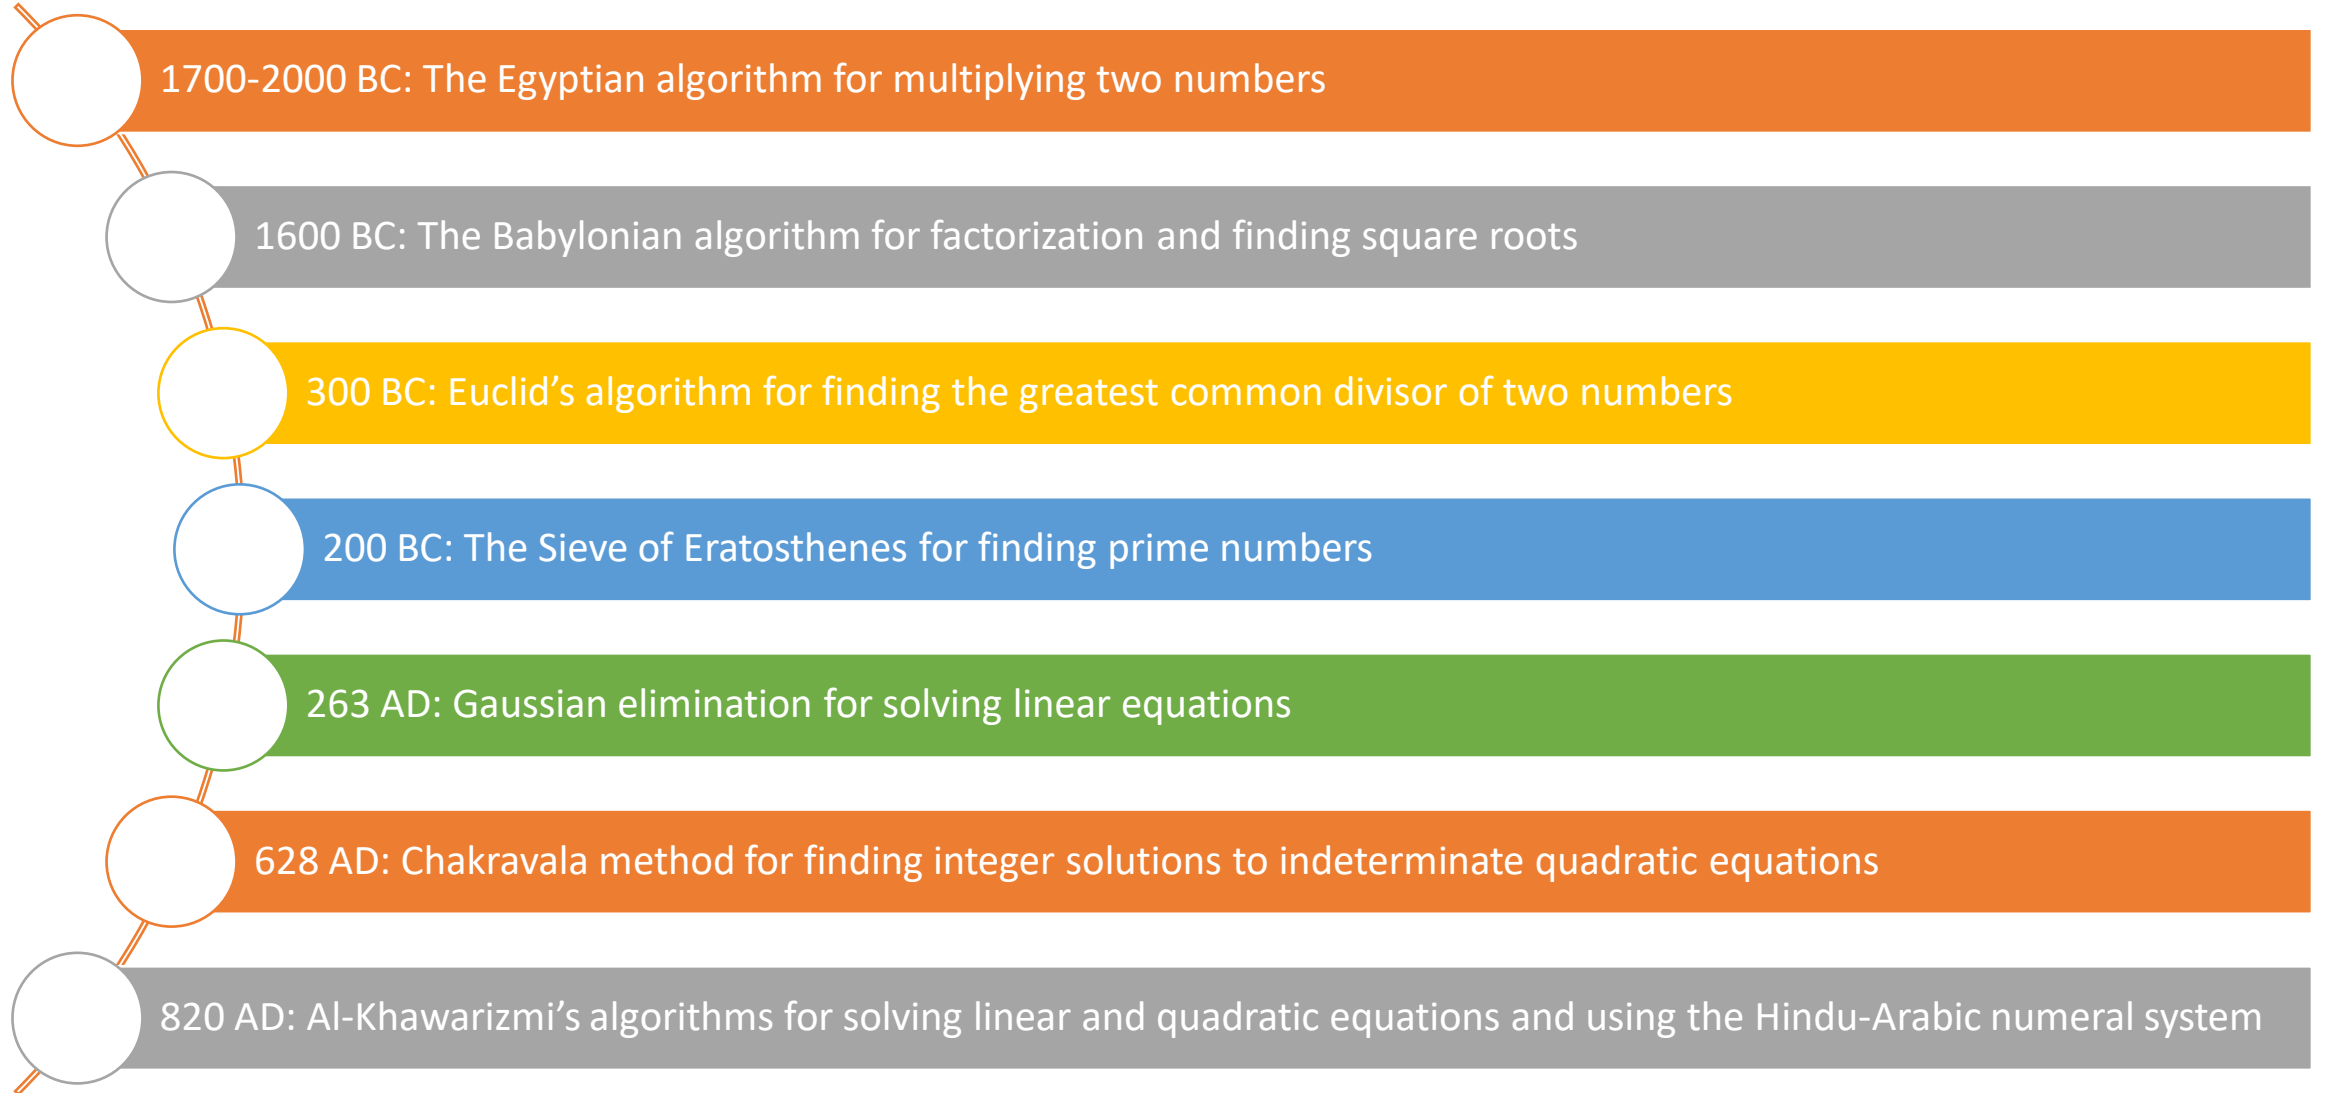 1700-2000 BC: The Egyptian algorithm for multiplying two numbers
1600 BC: The Babylonian algorithm for factorization and finding square roots
300 BC: Euclid’s algorithm for finding the greatest common divisor of two numbers
200 BC: The Sieve of Eratosthenes for finding prime numbers
263 AD: Gaussian elimination for solving linear equations
628 AD: Chakravala method for finding integer solutions to indeterminate quadratic equations
820 AD: Al-Khawarizmi’s algorithms for solving linear and quadratic equations and using the Hindu-Arabic numeral system